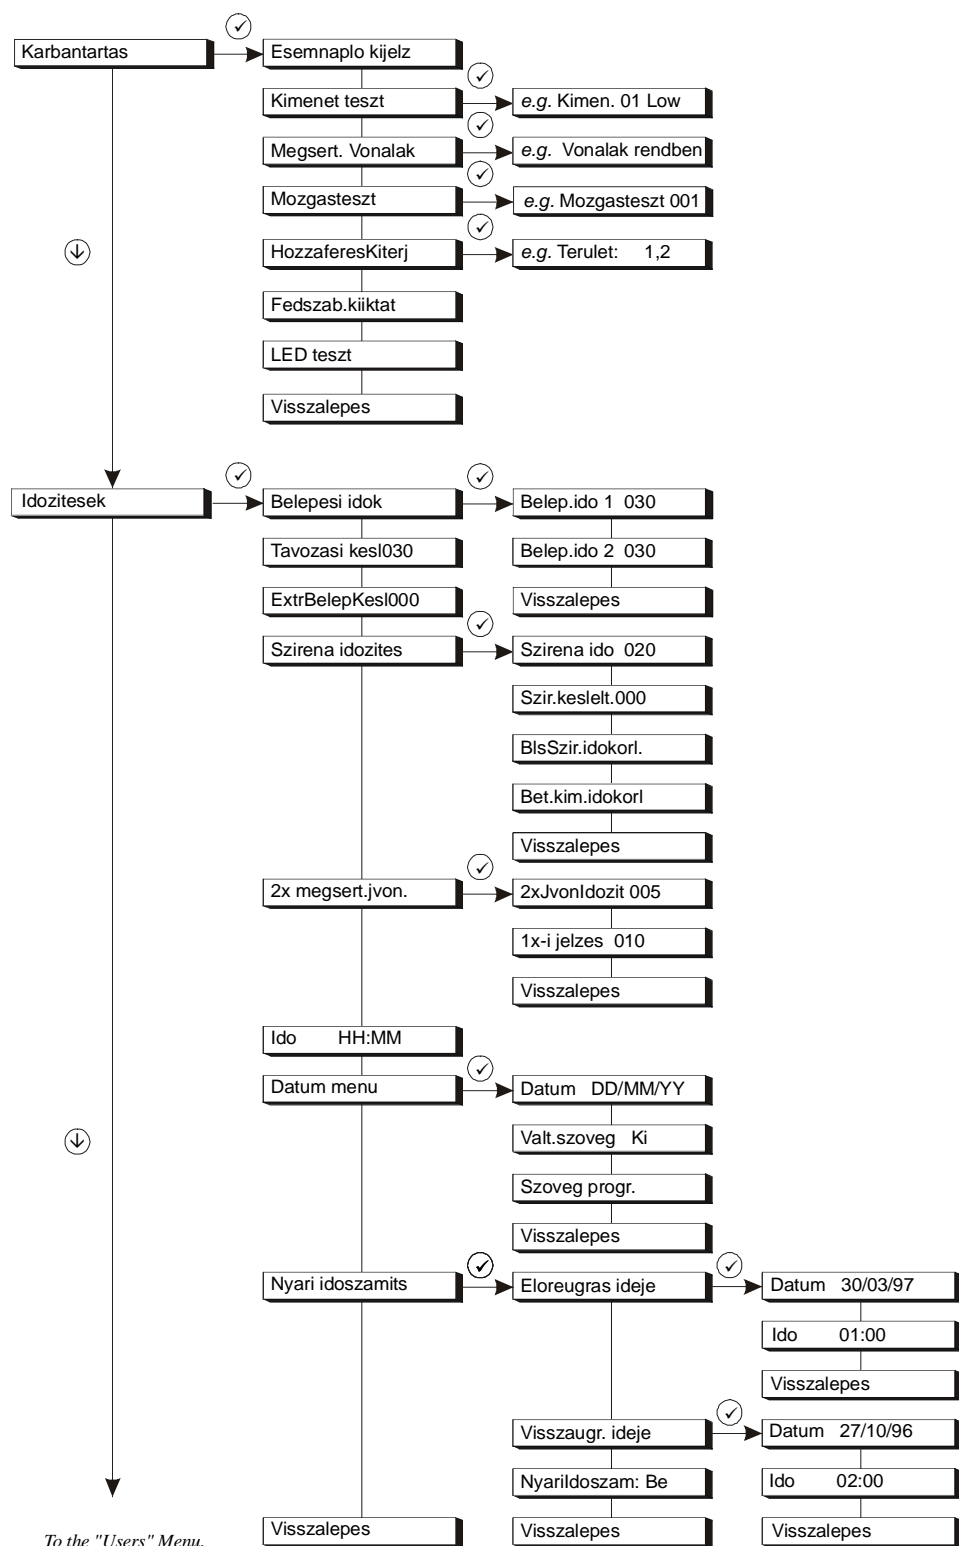 Karbantartas
Esemnaplo kijelz
Kimenet teszt
e.g. Kimen. 01 Low
Megsert. Vonalak
e.g. Vonalak rendben
Mozgasteszt
e.g. Mozgasteszt 001
HozzaferesKiterj
e.g. Terulet: 1,2
Fedszab.kiiktat
LED teszt
Visszalepes
Idozitesek
Belepesi idok
Belep.ido 1 030
Tavozasi kesl030
Belep.ido 2 030
ExtrBelepKesl000
Visszalepes
Szirena idozites
Szirena ido 020
Szir.keslelt.000
BlsSzir.idokorl.
Bet.kim.idokorl
Visszalepes
2x megsert.jvon.
2xJvonIdozit 005
1x-i jelzes 010
Visszalepes
Ido HH:MM
Datum menu
Datum DD/MM/YY
Valt.szoveg Ki
Szoveg progr.
Visszalepes
Nyari idoszamits
Eloreugras ideje
Datum 30/03/97
Ido 01:00
Visszalepes
Visszaugr. ideje
Datum 27/10/96
NyariIdoszam: Be
Ido 02:00
Visszalepes
Visszalepes
Visszalepes
To the "Users" Menu.